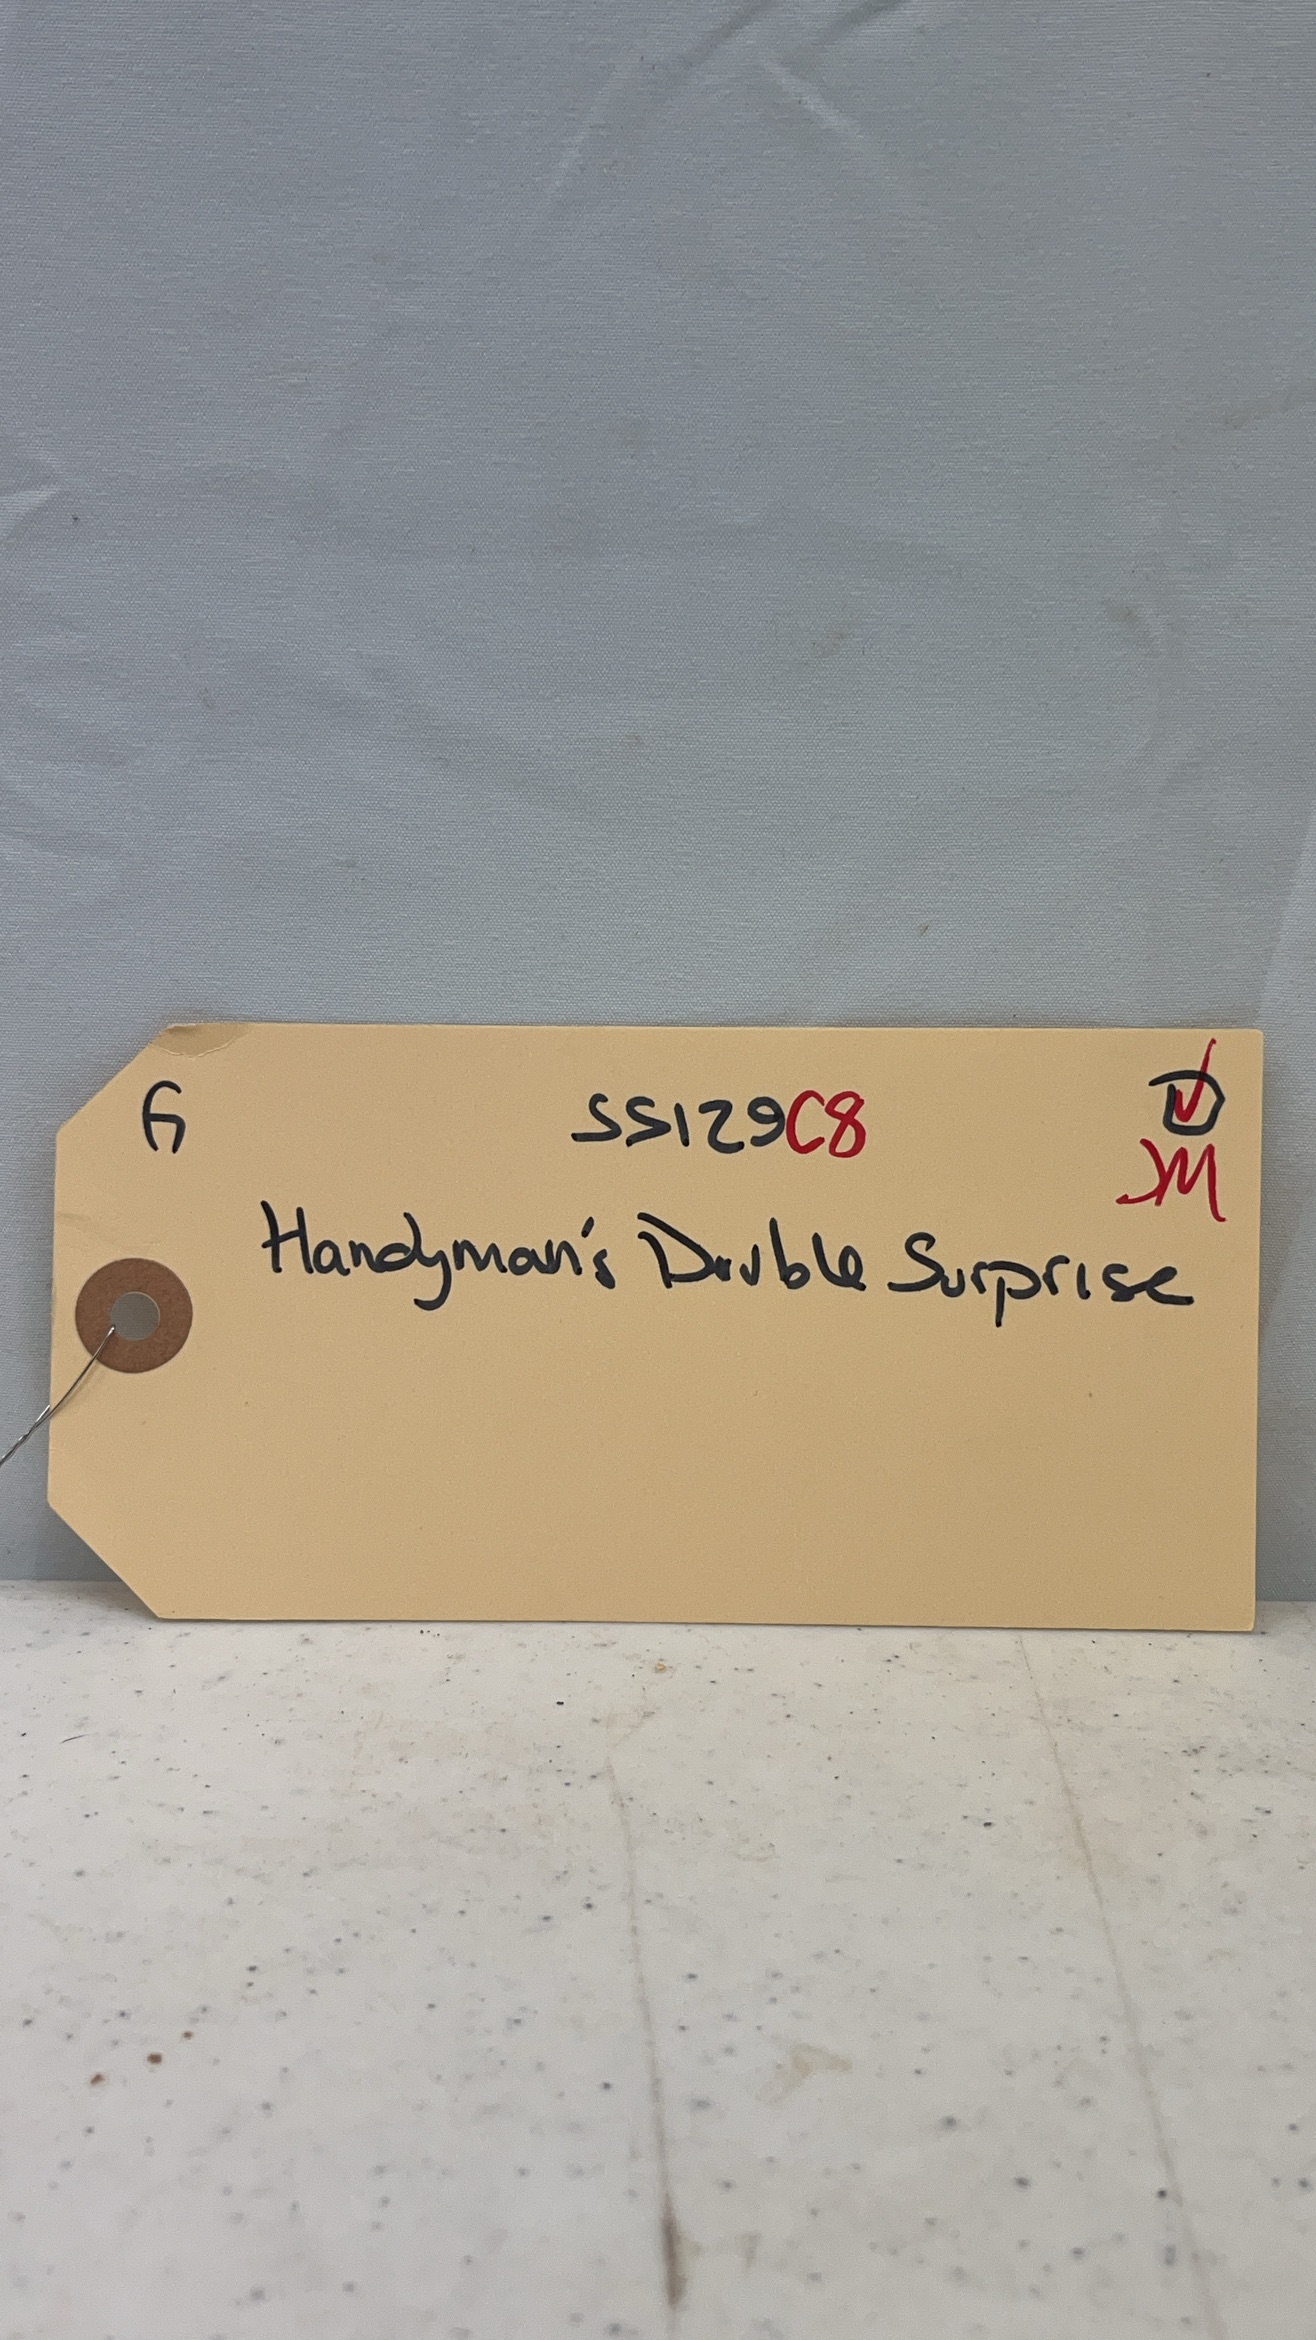 A SS129C8 D
JM
Handyman's Double Surprise